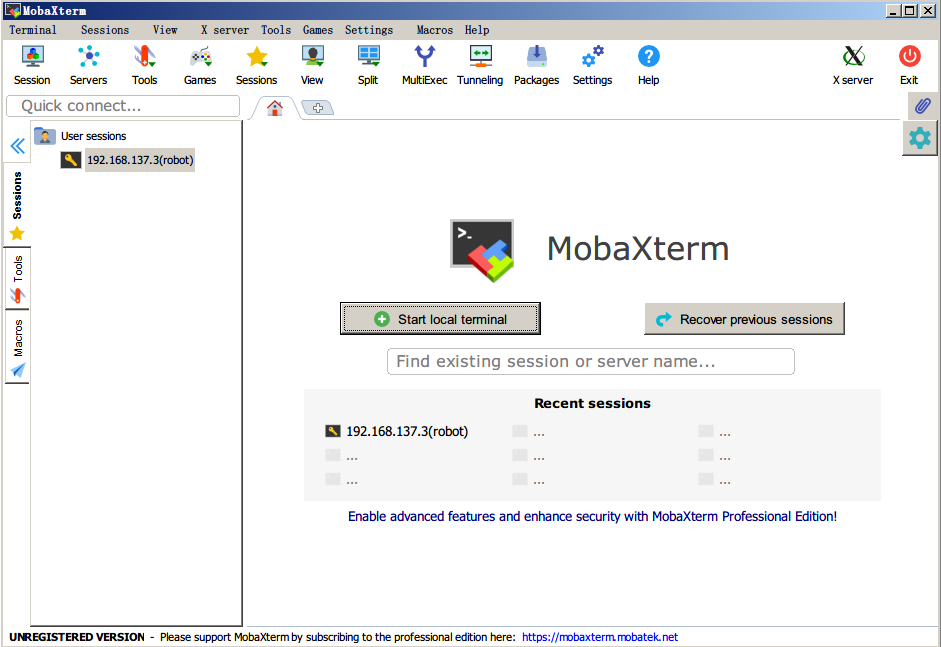 MobaXterm
Terminal Sessions View X server Tools Games Settings Macros Help
Session Servers Tools Games Sessions View Split MultiExec Tunneling Packages Settings Help X server Exit
Quick connect...
User sessions
192.168.137.3(robot)
Sessions
Tools
Macros
>_
MobaXterm
Start local terminal
Recover previous sessions
Find existing session or server name...
Recent sessions
192.168.137.3(robot) ... ...
... ... ...
... ... ...
Enable advanced features and enhance security with MobaXterm Professional Edition!
UNREGISTERED VERSION - Please support MobaXterm by subscribing to the professional edition here: https://mobaxterm.mobatek.net